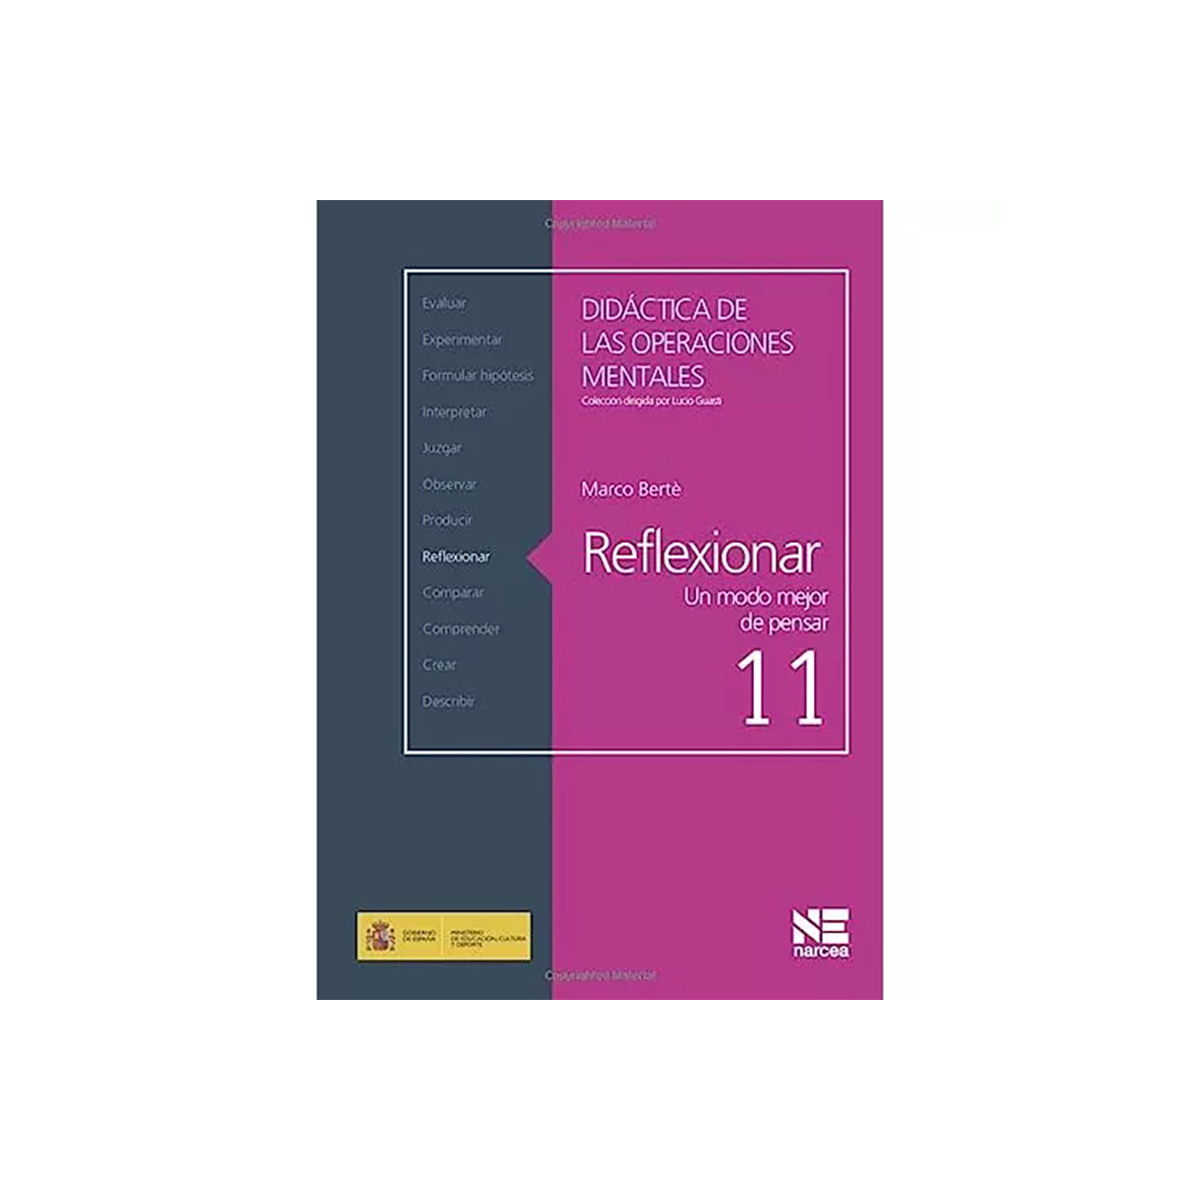 Copyrighted Material
Evaluar
Experimentar
Formular hipótesis
Interpretar
Juzgar
Observar
Producir
Reflexionar
Comparar
Comprender
Crear
Describir
DIDÁCTICA DE
LAS OPERACIONES
MENTALES
Colección dirigida por Lucio Guasti
Marco Bertè
Reflexionar
Un modo mejor
de pensar
11
GOBIERNO
DE ESPAÑA
MINISTERIO
DE EDUCACIÓN, CULTURA
Y DEPORTE
NE
narcea
Copyrighted Material